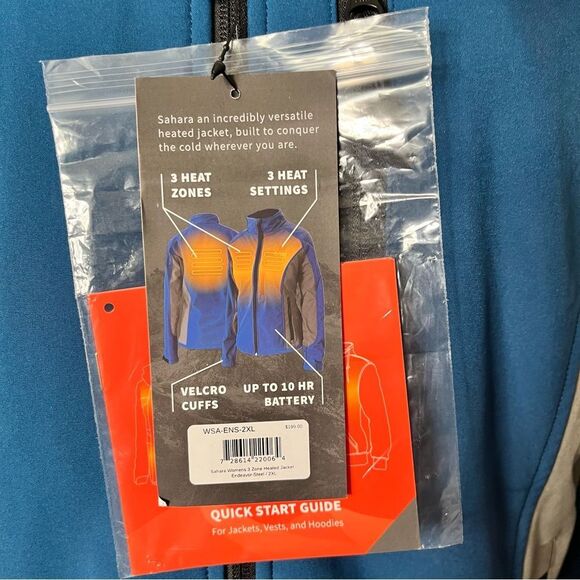 Sahara an incredibly versatile
heated jacket, built to conquer
the cold wherever you are.
3 HEAT
ZONES
3 HEAT
SETTINGS
VELCRO
CUFFS
UP TO 10 HR
BATTERY
WSA-ENS-2XL
$199.00
7 28614 22006 4
Sahara Womens 3 Zone Heated Jacket
Endeavor-Steel / 2XL
QUICK START GUIDE
For Jackets, Vests, and Hoodies